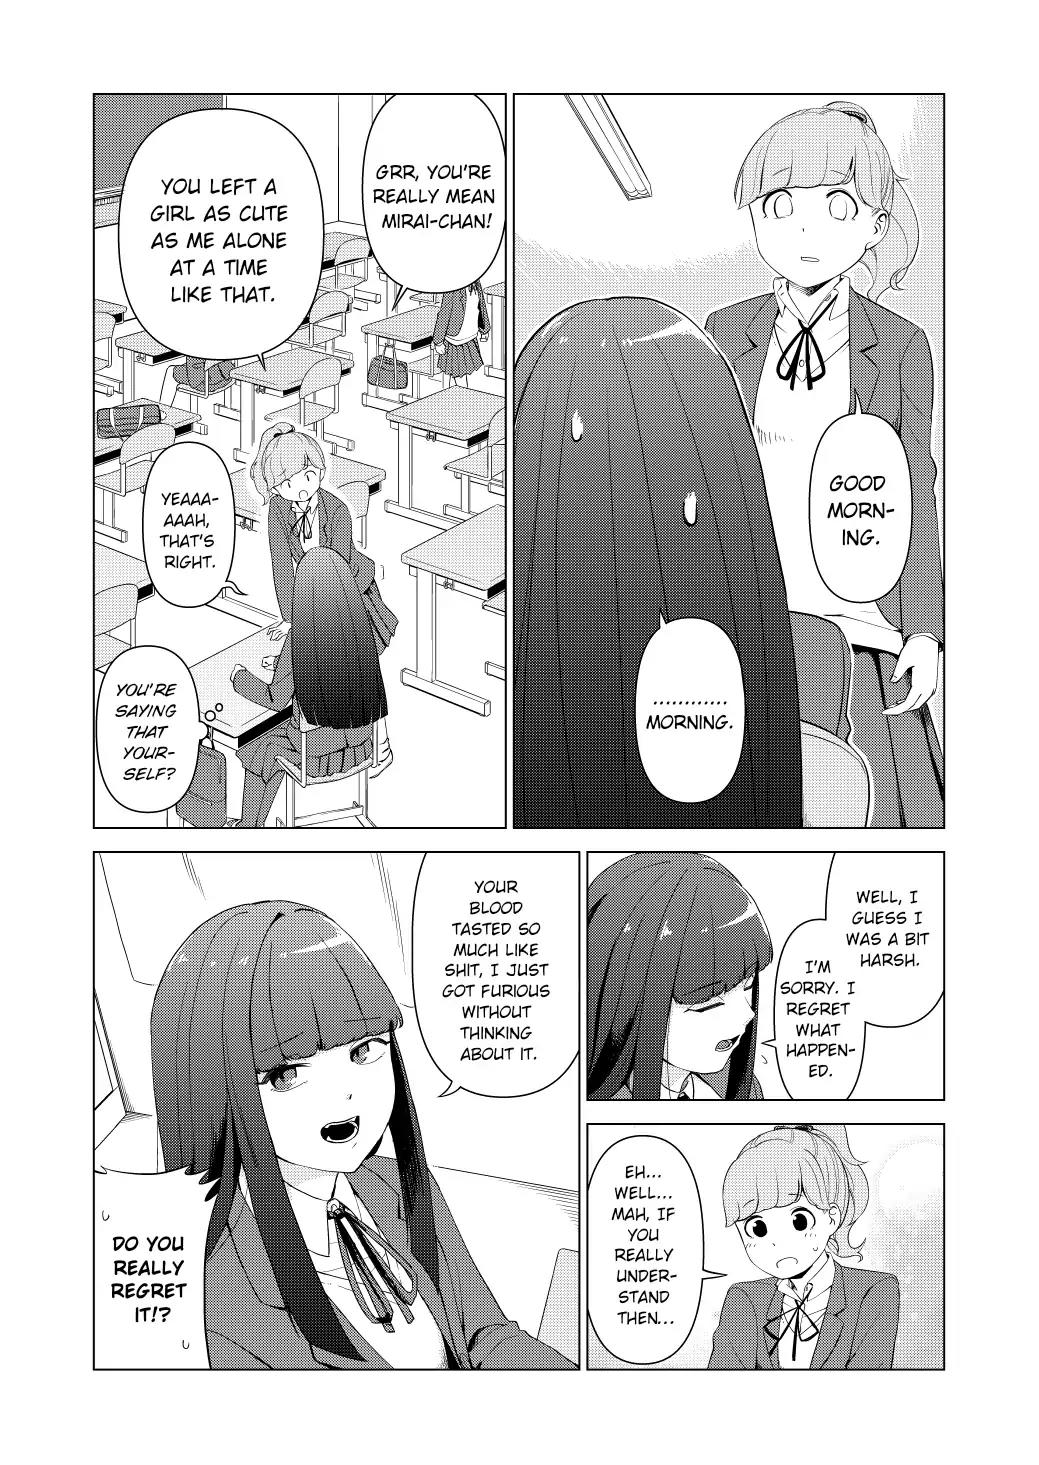 GOOD
MORN-
ING.
............
MORNING.
GRR, YOU'RE
REALLY MEAN
MIRAI-CHAN!
YOU LEFT A
GIRL AS CUTE
AS ME ALONE
AT A TIME
LIKE THAT.
YEAAA-
AAAH,
THAT'S
RIGHT.
YOU'RE
SAYING
THAT
YOUR-
SELF?
WELL, I
GUESS I
WAS A BIT
HARSH.
I'M
SORRY. I
REGRET
WHAT
HAPPEN-
ED.
EH...
WELL...
MAH, IF
YOU
REALLY
UNDER-
STAND
THEN...
YOUR
BLOOD
TASTED SO
MUCH LIKE
SHIT, I JUST
GOT FURIOUS
WITHOUT
THINKING
ABOUT IT.
DO YOU
REALLY
REGRET
IT!?